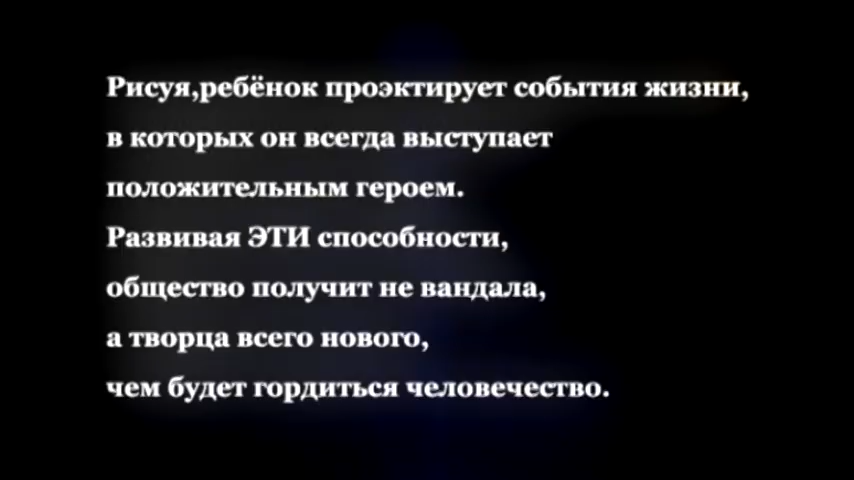 Рисуя,ребёнок проэктирует события жизни,
в которых он всегда выступает
положительным героем.
Развивая ЭТИ способности,
общество получит не вандала,
а творца всего нового,
чем будет гордиться человечество.